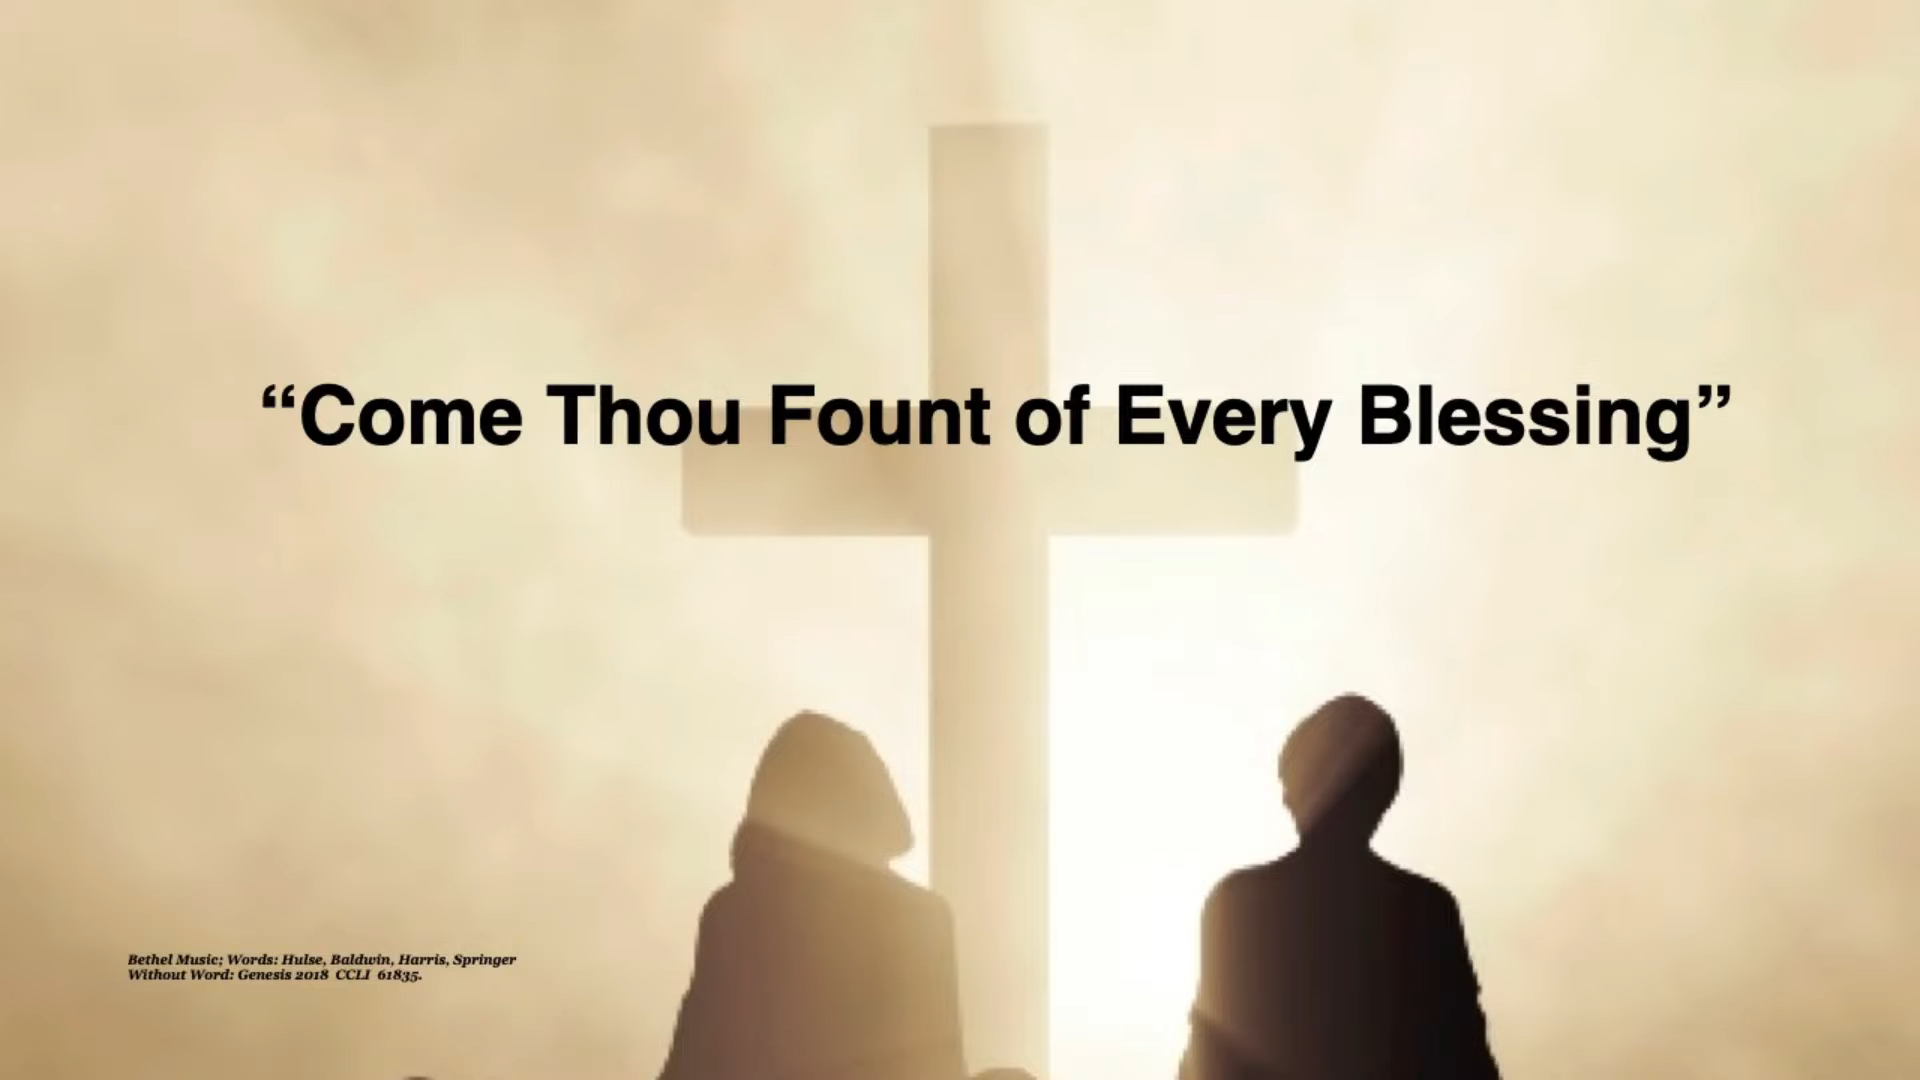 “Come Thou Fount of Every Blessing”
Bethel Music; Words: Hulse, Baldwin, Harris, Springer
Without Word: Genesis 2018 CCLI 61835.